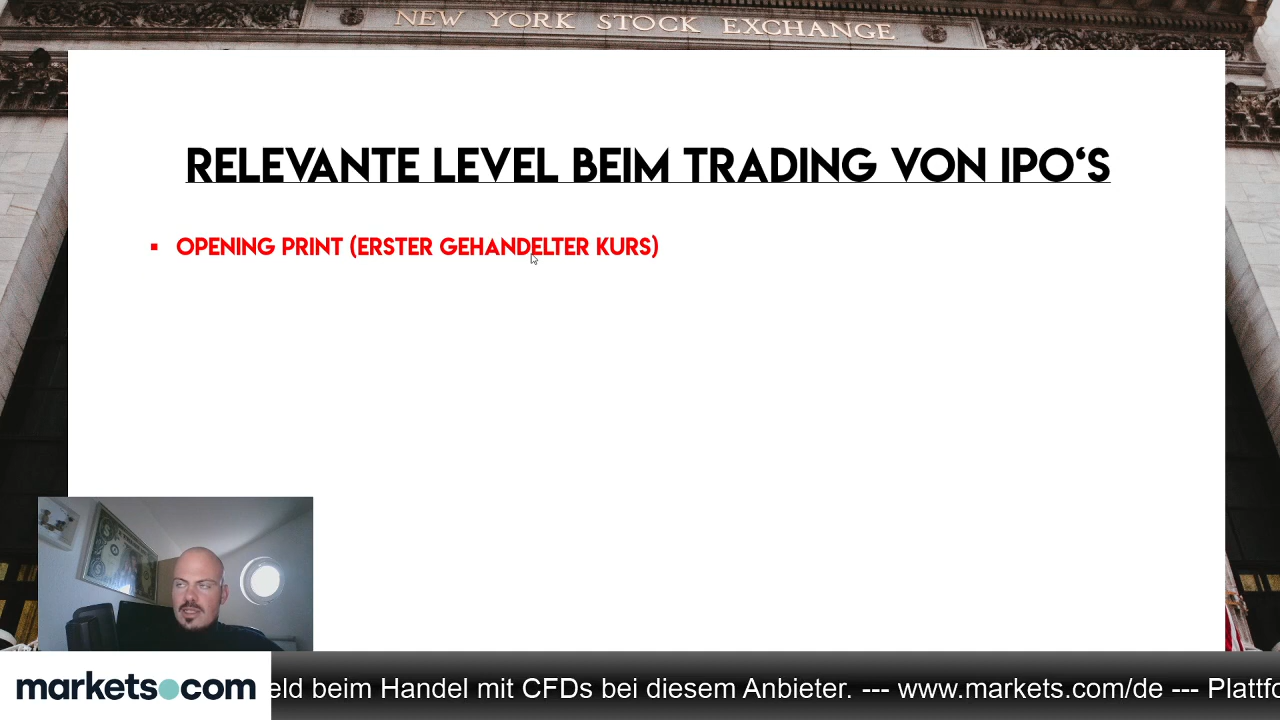 NEW YORK STOCK EXCHANGE
RELEVANTE LEVEL BEIM TRADING VON IPO‘S
▪ OPENING PRINT (ERSTER GEHANDELTER KURS)
markets.com
eld beim Handel mit CFDs bei diesem Anbieter. --- www.markets.com/de --- Plattfo